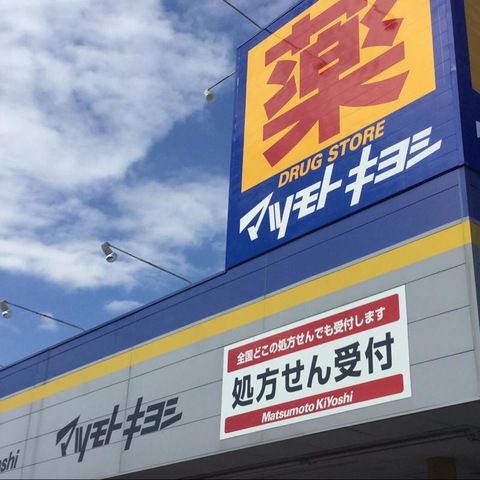 薬
DRUG STORE
マツモトキヨシ
全国どこの処方せんでも受付します
処方せん受付
Matsumoto KiYoshi
マツモトキヨシ
oshi